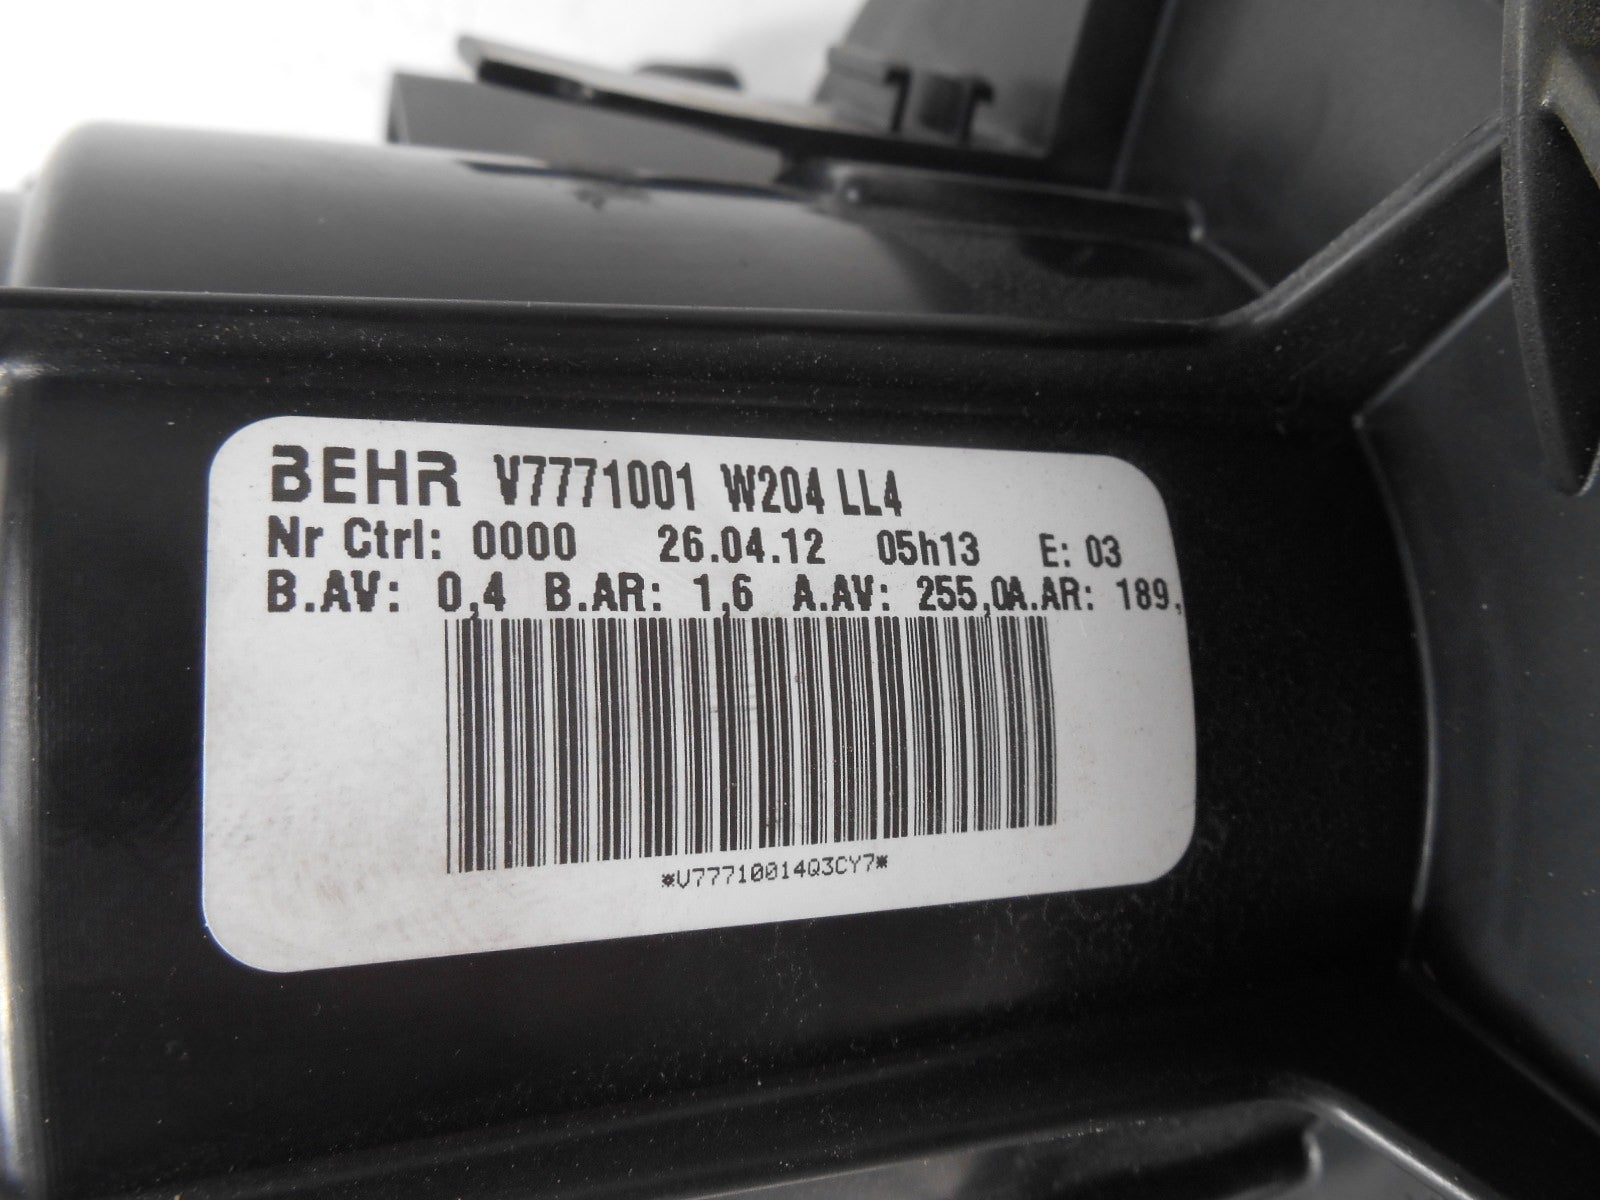 BEHR V7771001 W204 LL4
Nr Ctrl: 0000 26.04.12 05h13 E: 03
B.AV: 0,4 B.AR: 1,6 A.AV: 255,0A.AR: 189,
*V77710014Q3CY7*